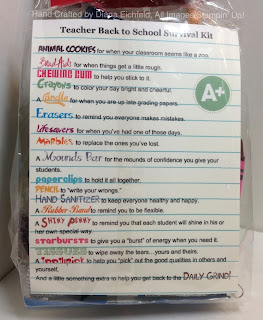 Hand Crafted by Diana Eichfeld, All Images Stampin' Up!
Teacher Back to School Survival Kit
ANIMAL COOKIES for when your classroom seems like a zoo.
Band Aids for when things get a little rough.
CHEWING GUM to help you stick to it.
Crayons to color your day bright and cheerful.
A Candle for when you are up late grading papers.
A+
Erasers to remind you everyone makes mistakes.
Lifesavers for when you've had one of those days.
Marbles to replace the ones you've lost.
A Mounds Bar for the mounds of confidence you give your
students.
paperclips to hold it all together.
PENCIL to "write your wrongs."
HAND SANITIZER to keep everyone healthy and happy.
A Rubber Band to remind you to be flexible.
A SHINY PENNY to remind you that each student will shine in his or
her own special way.
starbursts to give you a "burst" of energy when you need it.
TISSUES to wipe away the tears...yours and theirs.
A Toothpick to help you "pick" out the good qualities in others and
yourself.
And a little something extra to help you get back to the DAILY GRIND!